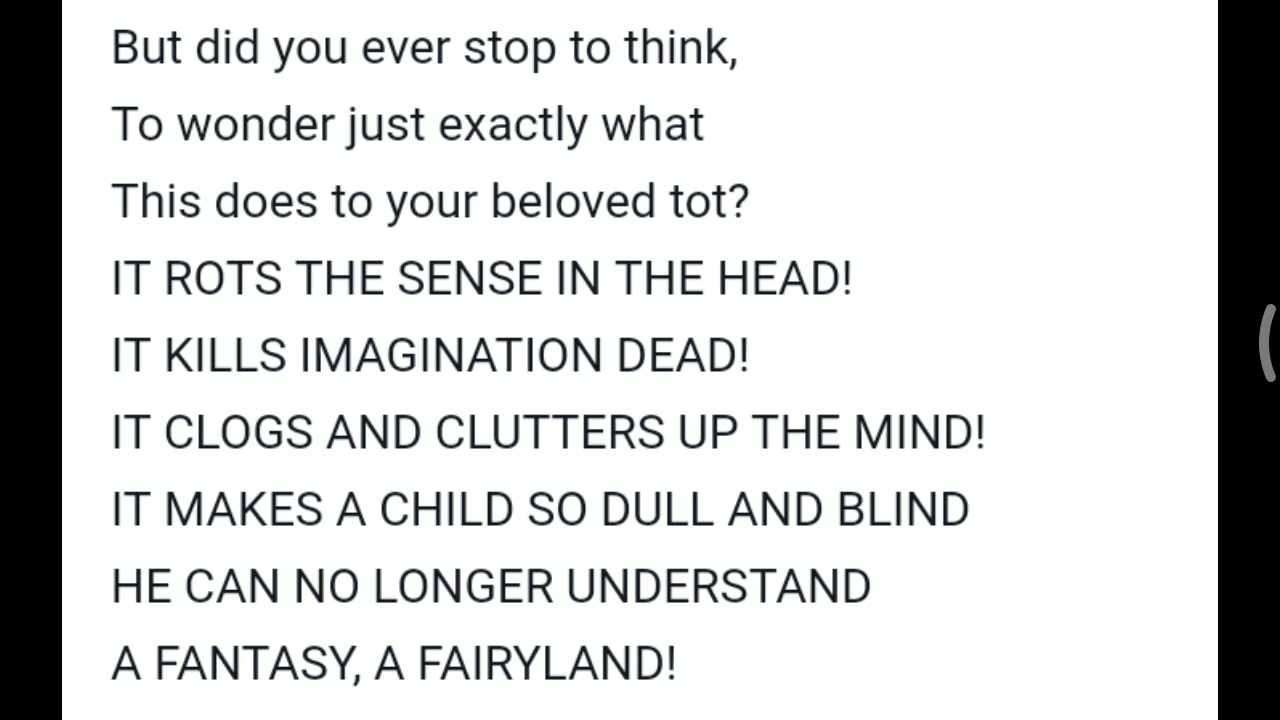 But did you ever stop to think,
To wonder just exactly what
This does to your beloved tot?
IT ROTS THE SENSE IN THE HEAD!
IT KILLS IMAGINATION DEAD!
IT CLOGS AND CLUTTERS UP THE MIND!
IT MAKES A CHILD SO DULL AND BLIND
HE CAN NO LONGER UNDERSTAND
A FANTASY, A FAIRYLAND!